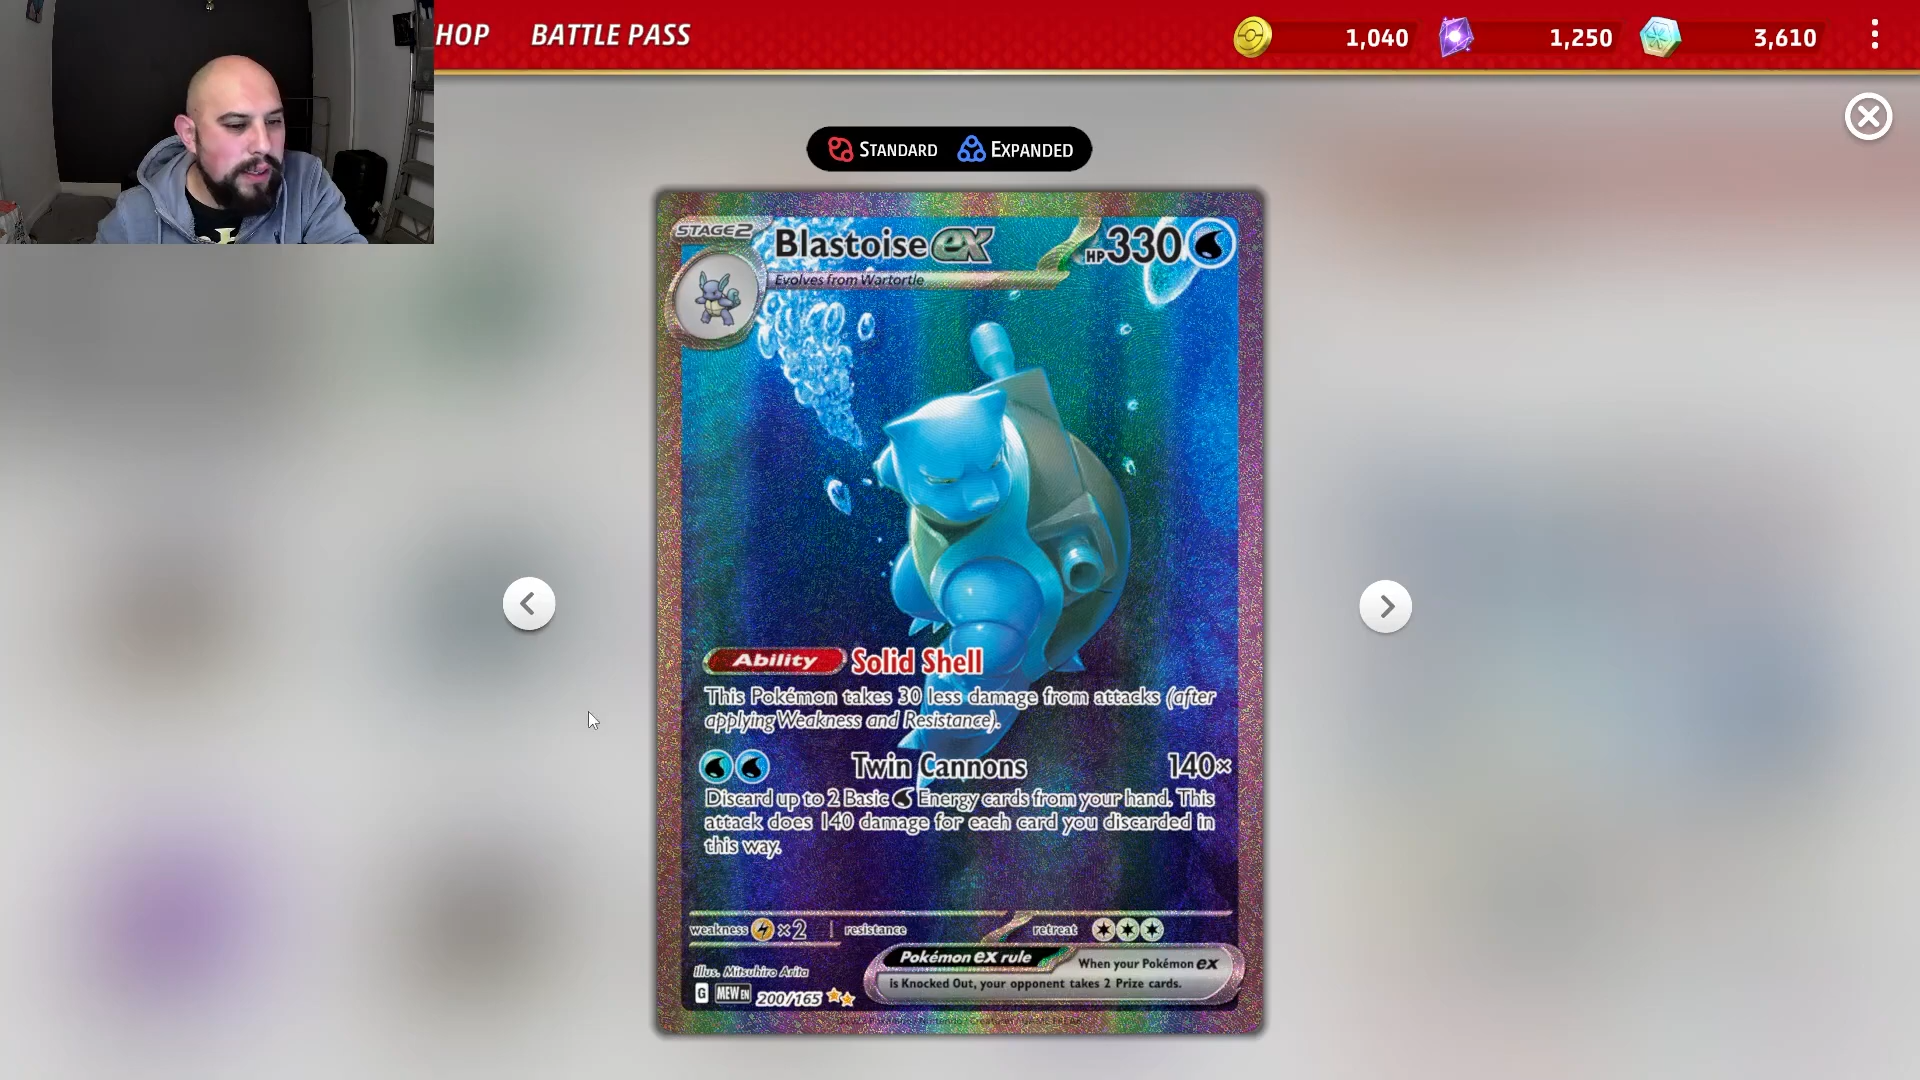 HOP
BATTLE PASS
1,040
1,250
3,610
STANDARD
EXPANDED
STAGE2
Blastoise ex
HP 330
Evolves from Wartortle
Ability Solid Shell
This Pokémon takes 30 less damage from attacks (after
applying Weakness and Resistance).
Twin Cannons 140×
Discard up to 2 Basic Energy cards from your hand. This
attack does 140 damage for each card you discarded in
this way.
weakness ×2 resistance retreat
Illus. Mitsuhiro Arita
G MEW EN 200/165
Pokémon ex rule When your Pokémon ex
is Knocked Out, your opponent takes 2 Prize cards.